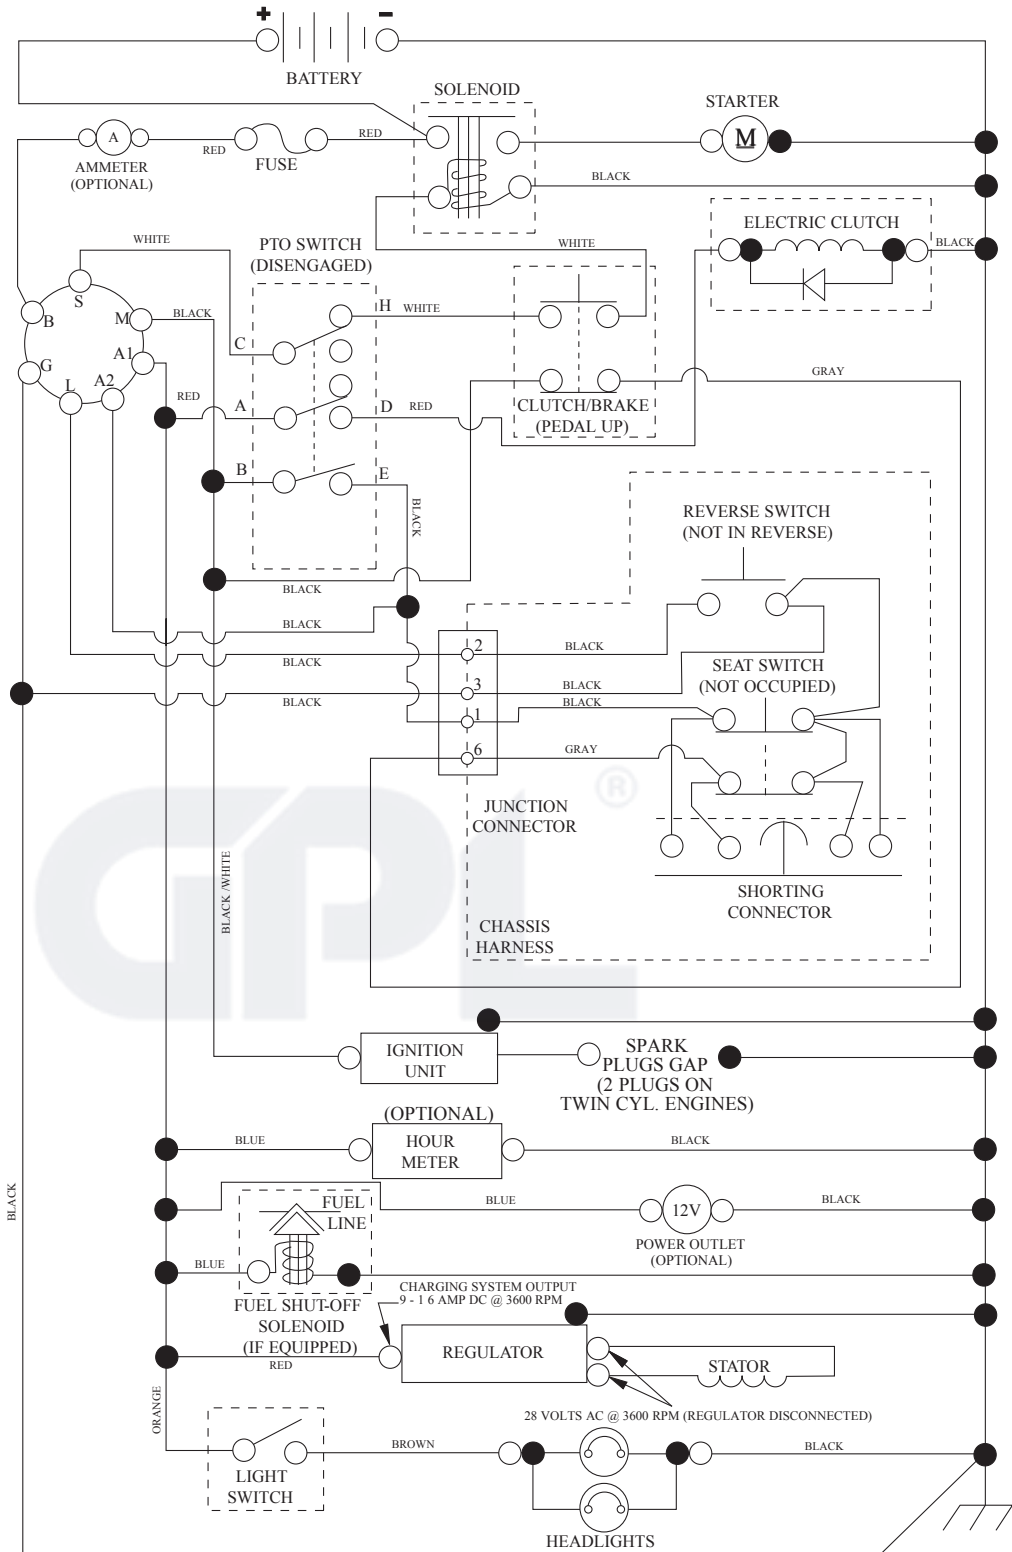 +
-
BATTERY
SOLENOID
STARTER
A
M
RED
FUSE
RED
AMMETER
(OPTIONAL)
BLACK
WHITE
PTO SWITCH
(DISENGAGED)
WHITE
ELECTRIC CLUTCH
BLACK
S
B
M
BLACK
H
WHITE
C
G
A1
L
A2
RED
A
D
RED
CLUTCH/BRAKE
(PEDAL UP)
GRAY
B
E
BLACK
REVERSE SWITCH
(NOT IN REVERSE)
BLACK
BLACK
BLACK
2
BLACK
SEAT SWITCH
(NOT OCCUPIED)
BLACK
3
BLACK
BLACK
1
6
GRAY
GPL®
JUNCTION
CONNECTOR
BLACK /WHITE
SHORTING
CONNECTOR
CHASSIS
HARNESS
IGNITION
UNIT
SPARK
PLUGS GAP
(2 PLUGS ON
TWIN CYL. ENGINES)
(OPTIONAL)
HOUR
METER
BLUE
BLACK
BLACK
BLUE
12V
BLACK
POWER OUTLET
(OPTIONAL)
FUEL
LINE
BLUE
FUEL SHUT-OFF
SOLENOID
(IF EQUIPPED)
CHARGING SYSTEM OUTPUT
9 - 1 6 AMP DC @ 3600 RPM
RED
REGULATOR
STATOR
28 VOLTS AC @ 3600 RPM (REGULATOR DISCONNECTED)
ORANGE
LIGHT
SWITCH
BROWN
BLACK
HEADLIGHTS